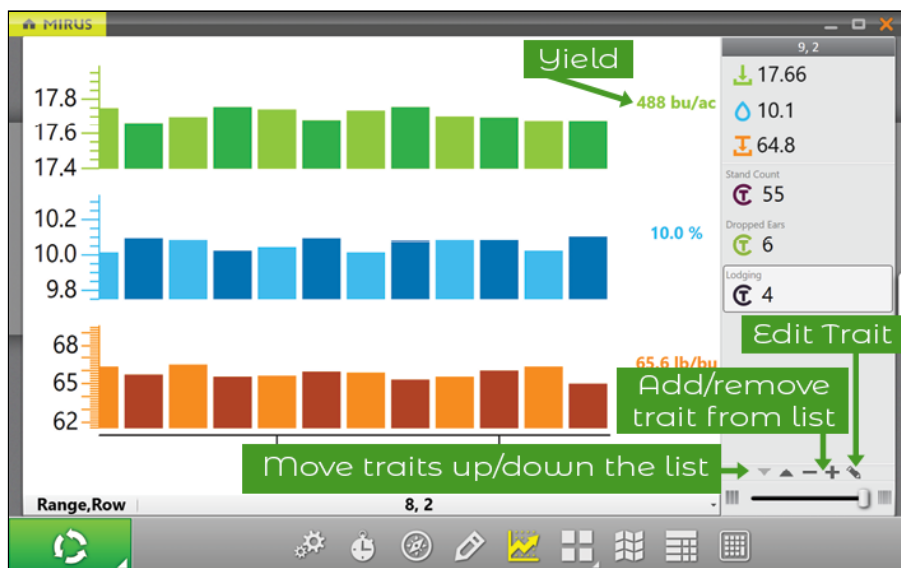 MIRUS
9, 2
Yield
17.8
17.6
17.4
488 bu/ac
17.66
10.1
64.8
Stand Count
T 55
Dropped Ears
T 6
Lodging
T 4
10.2
10.0
9.8
10.0 %
68
65
62
65.6 lb/bu
Edit Trait
Add/remove
trait from list
Move traits up/down the list
Range,Row
8, 2